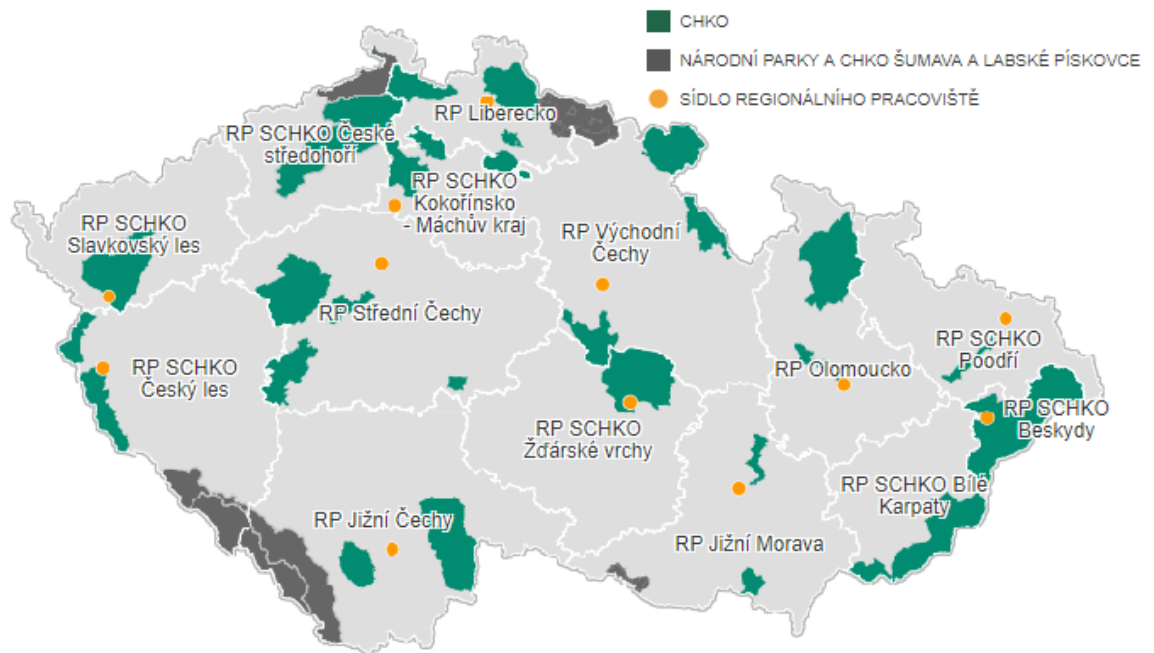 CHKO
NÁRODNÍ PARKY A CHKO ŠUMAVA A LABSKÉ PÍSKOVCE
SÍDLO REGIONÁLNÍHO PRACOVIŠTĚ
RP Liberecko
RP SCHKO České
středohoří
RP SCHKO
Kokořínsko
- Máchův kraj
RP SCHKO
Slavkovský les
RP Východní
Čechy
RP Střední Čechy
RP SCHKO
Český les
RP SCHKO
Poodří
RP Olomoucko
RP SCHKO
Beskydy
RP SCHKO
Žďárské vrchy
RP SCHKO Bílé
Karpaty
RP Jižní Čechy
RP Jižní Morava